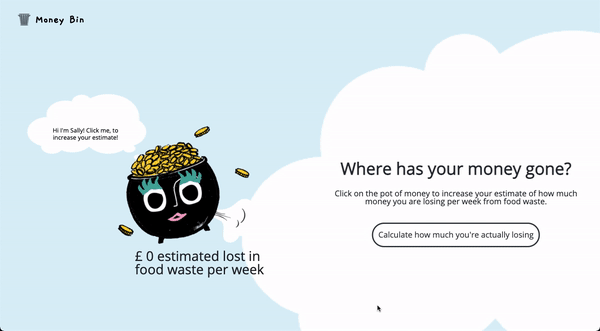 Money Bin
Hi I'm Sally! Click me, to
increase your estimate!
Where has your money gone?
Click on the pot of money to increase your estimate of how much
money you are losing per week from food waste.
Calculate how much you're actually losing
£ 0 estimated lost in
food waste per week